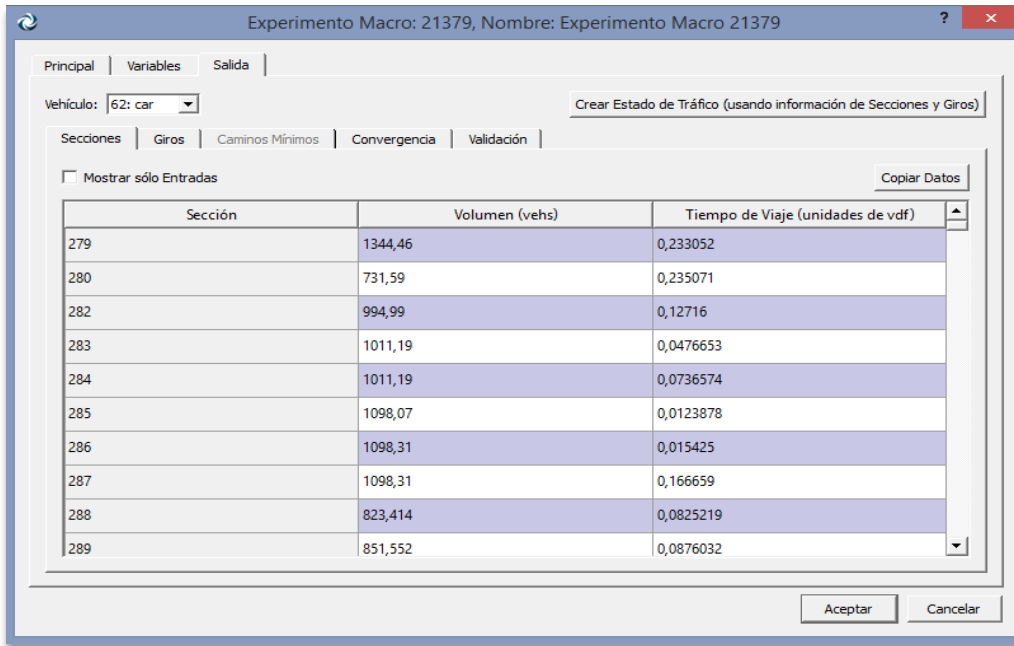 Experimento Macro: 21379, Nombre: Experimento Macro 21379 ? ×
Principal Variables Salida
Vehículo: 62: car Crear Estado de Tráfico (usando información de Secciones y Giros)
Secciones Giros Caminos Mínimos Convergencia Validación
Mostrar sólo Entradas Copiar Datos
Sección Volumen (vehs) Tiempo de Viaje (unidades de vdf)
279 1344,46 0,233052
280 731,59 0,235071
282 994,99 0,12716
283 1011,19 0,0476653
284 1011,19 0,0736574
285 1098,07 0,0123878
286 1098,31 0,015425
287 1098,31 0,166659
288 823,414 0,0825219
289 851,552 0,0876032
Aceptar Cancelar